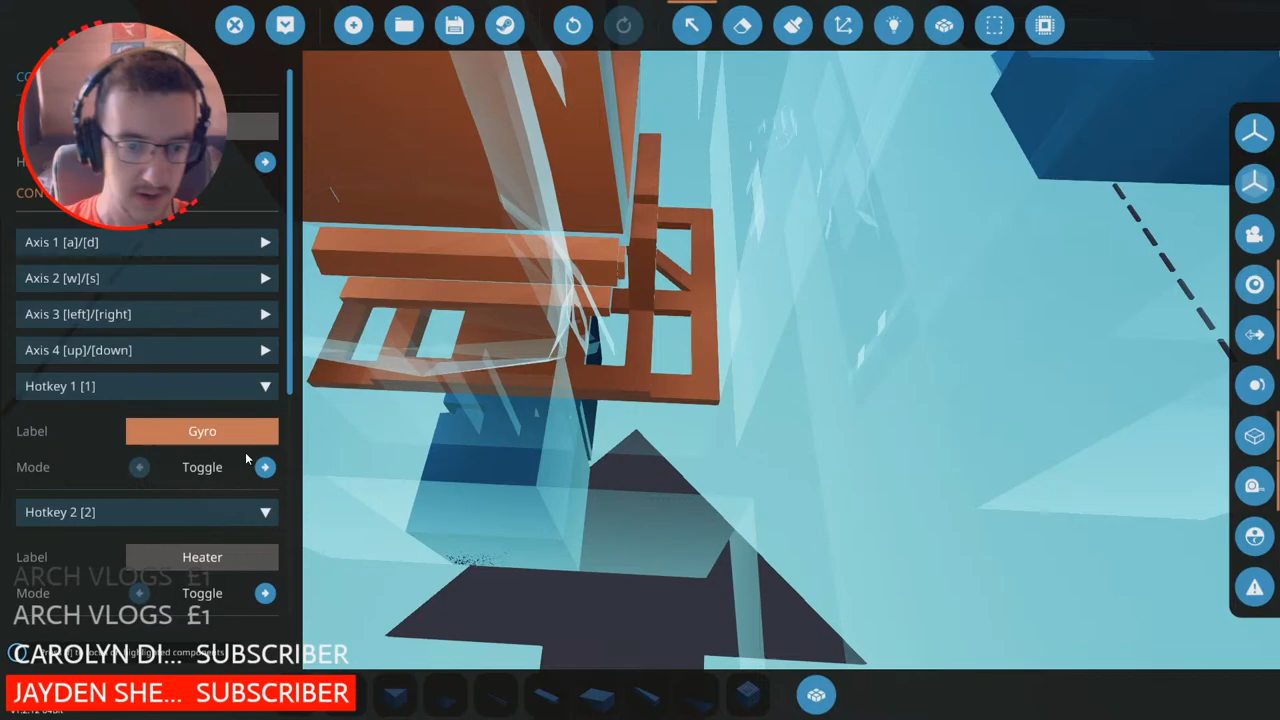 CO
H
CON
Axis 1 [a]/[d]
Axis 2 [w]/[s]
Axis 3 [left]/[right]
Axis 4 [up]/[down]
Hotkey 1 [1]
Label Gyro
Mode Toggle
Hotkey 2 [2]
Label Heater
ARCH VLOGS £1
Mode Toggle
ARCH VLOGS £1
CAROLYN DI... SUBSCRIBER
JAYDEN SHE... SUBSCRIBER